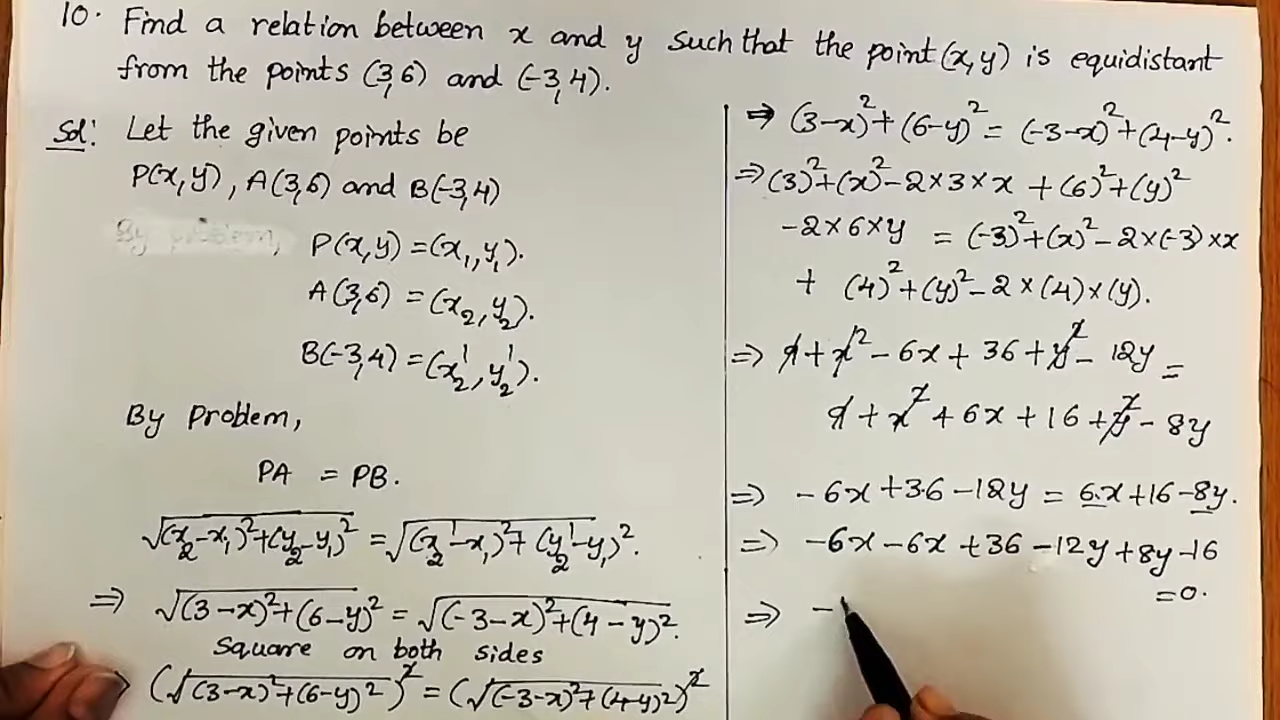 10. Find a relation between x and y such that the point (x,y) is equidistant
from the points (3,6) and (-3,4).
Sol: Let the given points be
P(x,y), A(3,6) and B(-3,4)
By problem, P(x,y) = (x₁,y₁).
A(3,6) = (x₂,y₂).
B(-3,4) = (x₂',y₂').
By Problem,
PA = PB.
√(x₂-x₁)²+(y₂-y₁)² = √(x₂'-x₁)²+(y₂'-y₁)².
⇒ √(3-x)²+(6-y)² = √(-3-x)²+(4-y)².
Square on both sides
⇒ (√(3-x)²+(6-y)²)² = (√(-3-x)²+(4-y)²)²
⇒ (3-x)²+(6-y)² = (-3-x)²+(4-y)².
⇒ (3)²+(x)²-2×3×x + (6)²+(y)²
-2×6×y = (-3)²+(x)²-2×(-3)×x
+ (4)²+(y)²-2×(4)×(y).
⇒ 9+x²-6x+36+y²-12y =
9+x²+6x+16+y²-8y
⇒ -6x+36-12y = 6x+16-8y.
⇒ -6x-6x+36-12y+8y-16
=0.
⇒ -